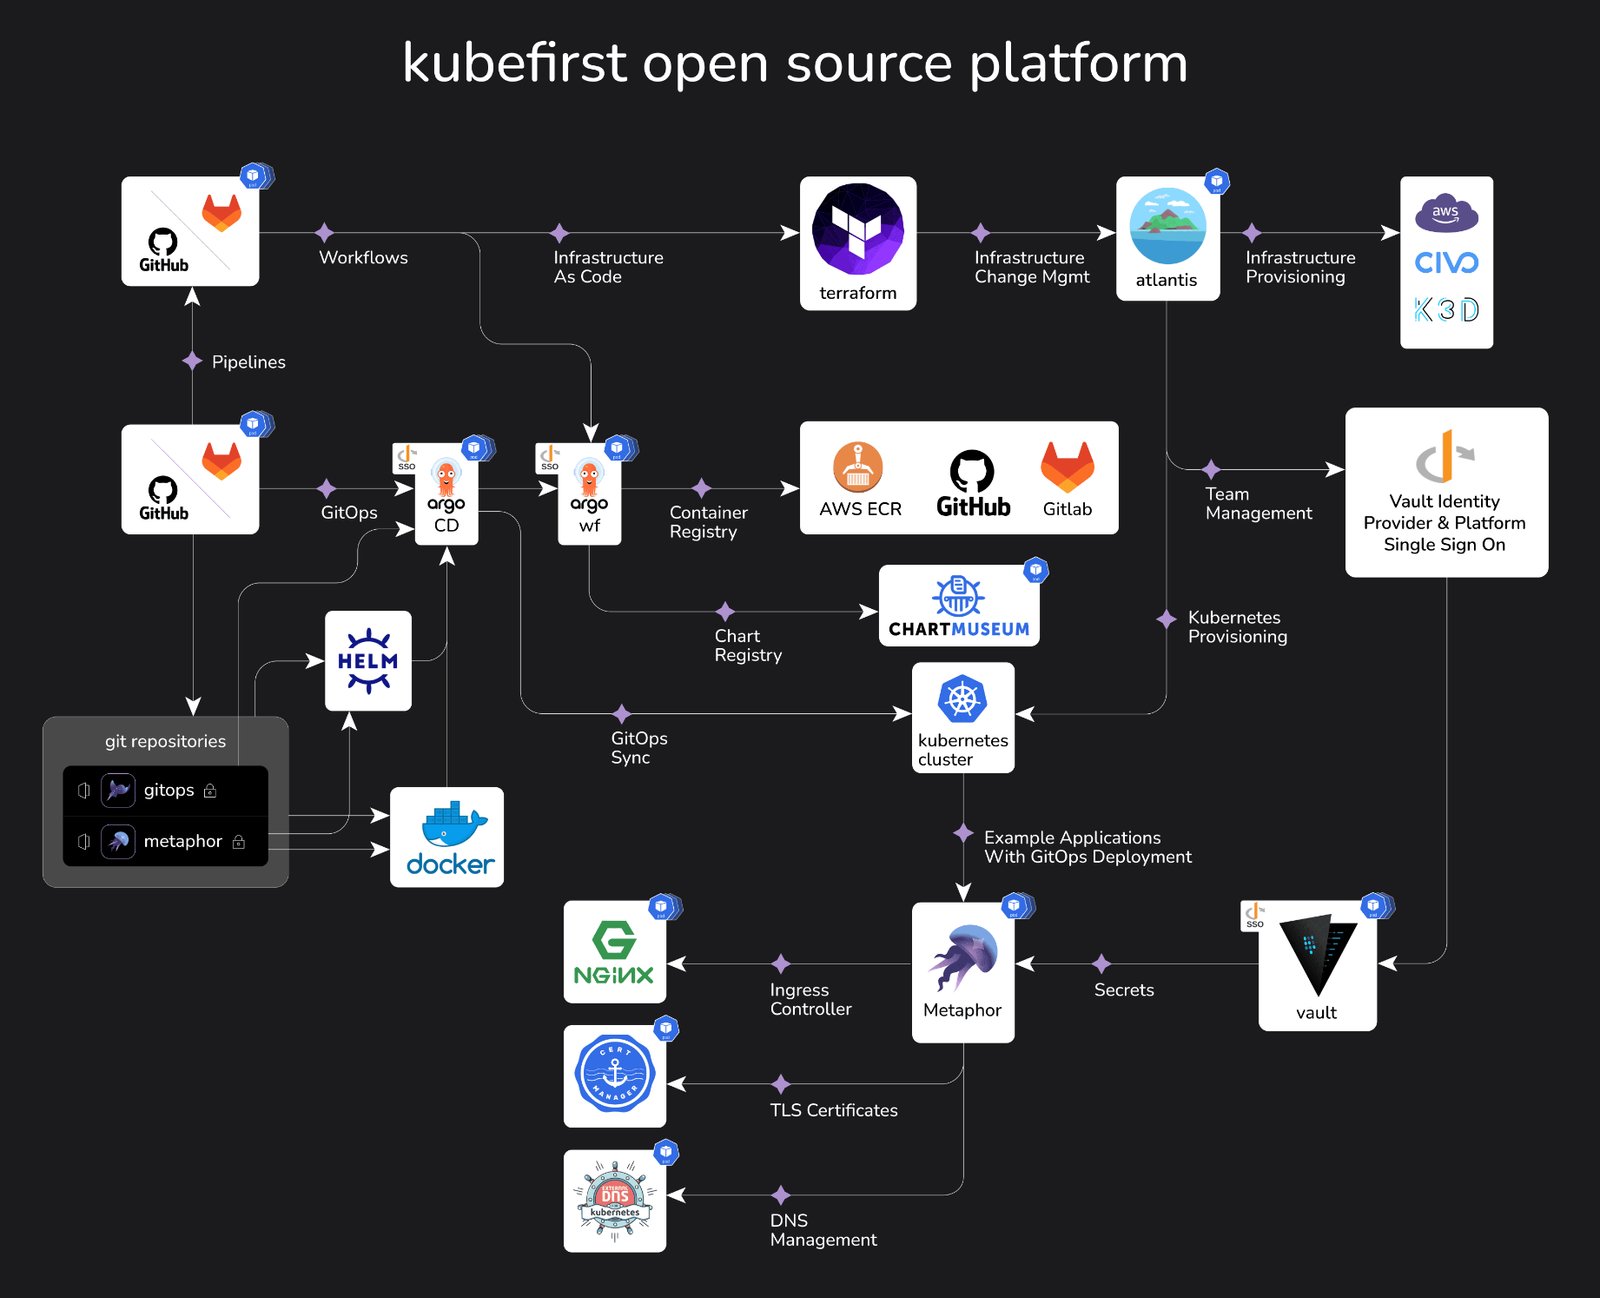 kubefirst open source platform
GitHub
Workflows
Infrastructure
As Code
terraform
Infrastructure
Change Mgmt
atlantis
Infrastructure
Provisioning
aws
CIVO
K3D
Pipelines
GitHub
GitOps
SSO
argo
CD
SSO
argo
wf
Container
Registry
AWS ECR
GitHub
Gitlab
Team
Management
Vault Identity
Provider & Platform
Single Sign On
CHARTMUSEUM
Chart
Registry
Kubernetes
Provisioning
HELM
GitOps
Sync
kubernetes
cluster
git repositories
gitops
metaphor
docker
Example Applications
With GitOps Deployment
NGINX
Ingress
Controller
Metaphor
Secrets
SSO
vault
CERT
MANAGER
TLS Certificates
EXTERNAL
DNS
kubernetes
DNS
Management